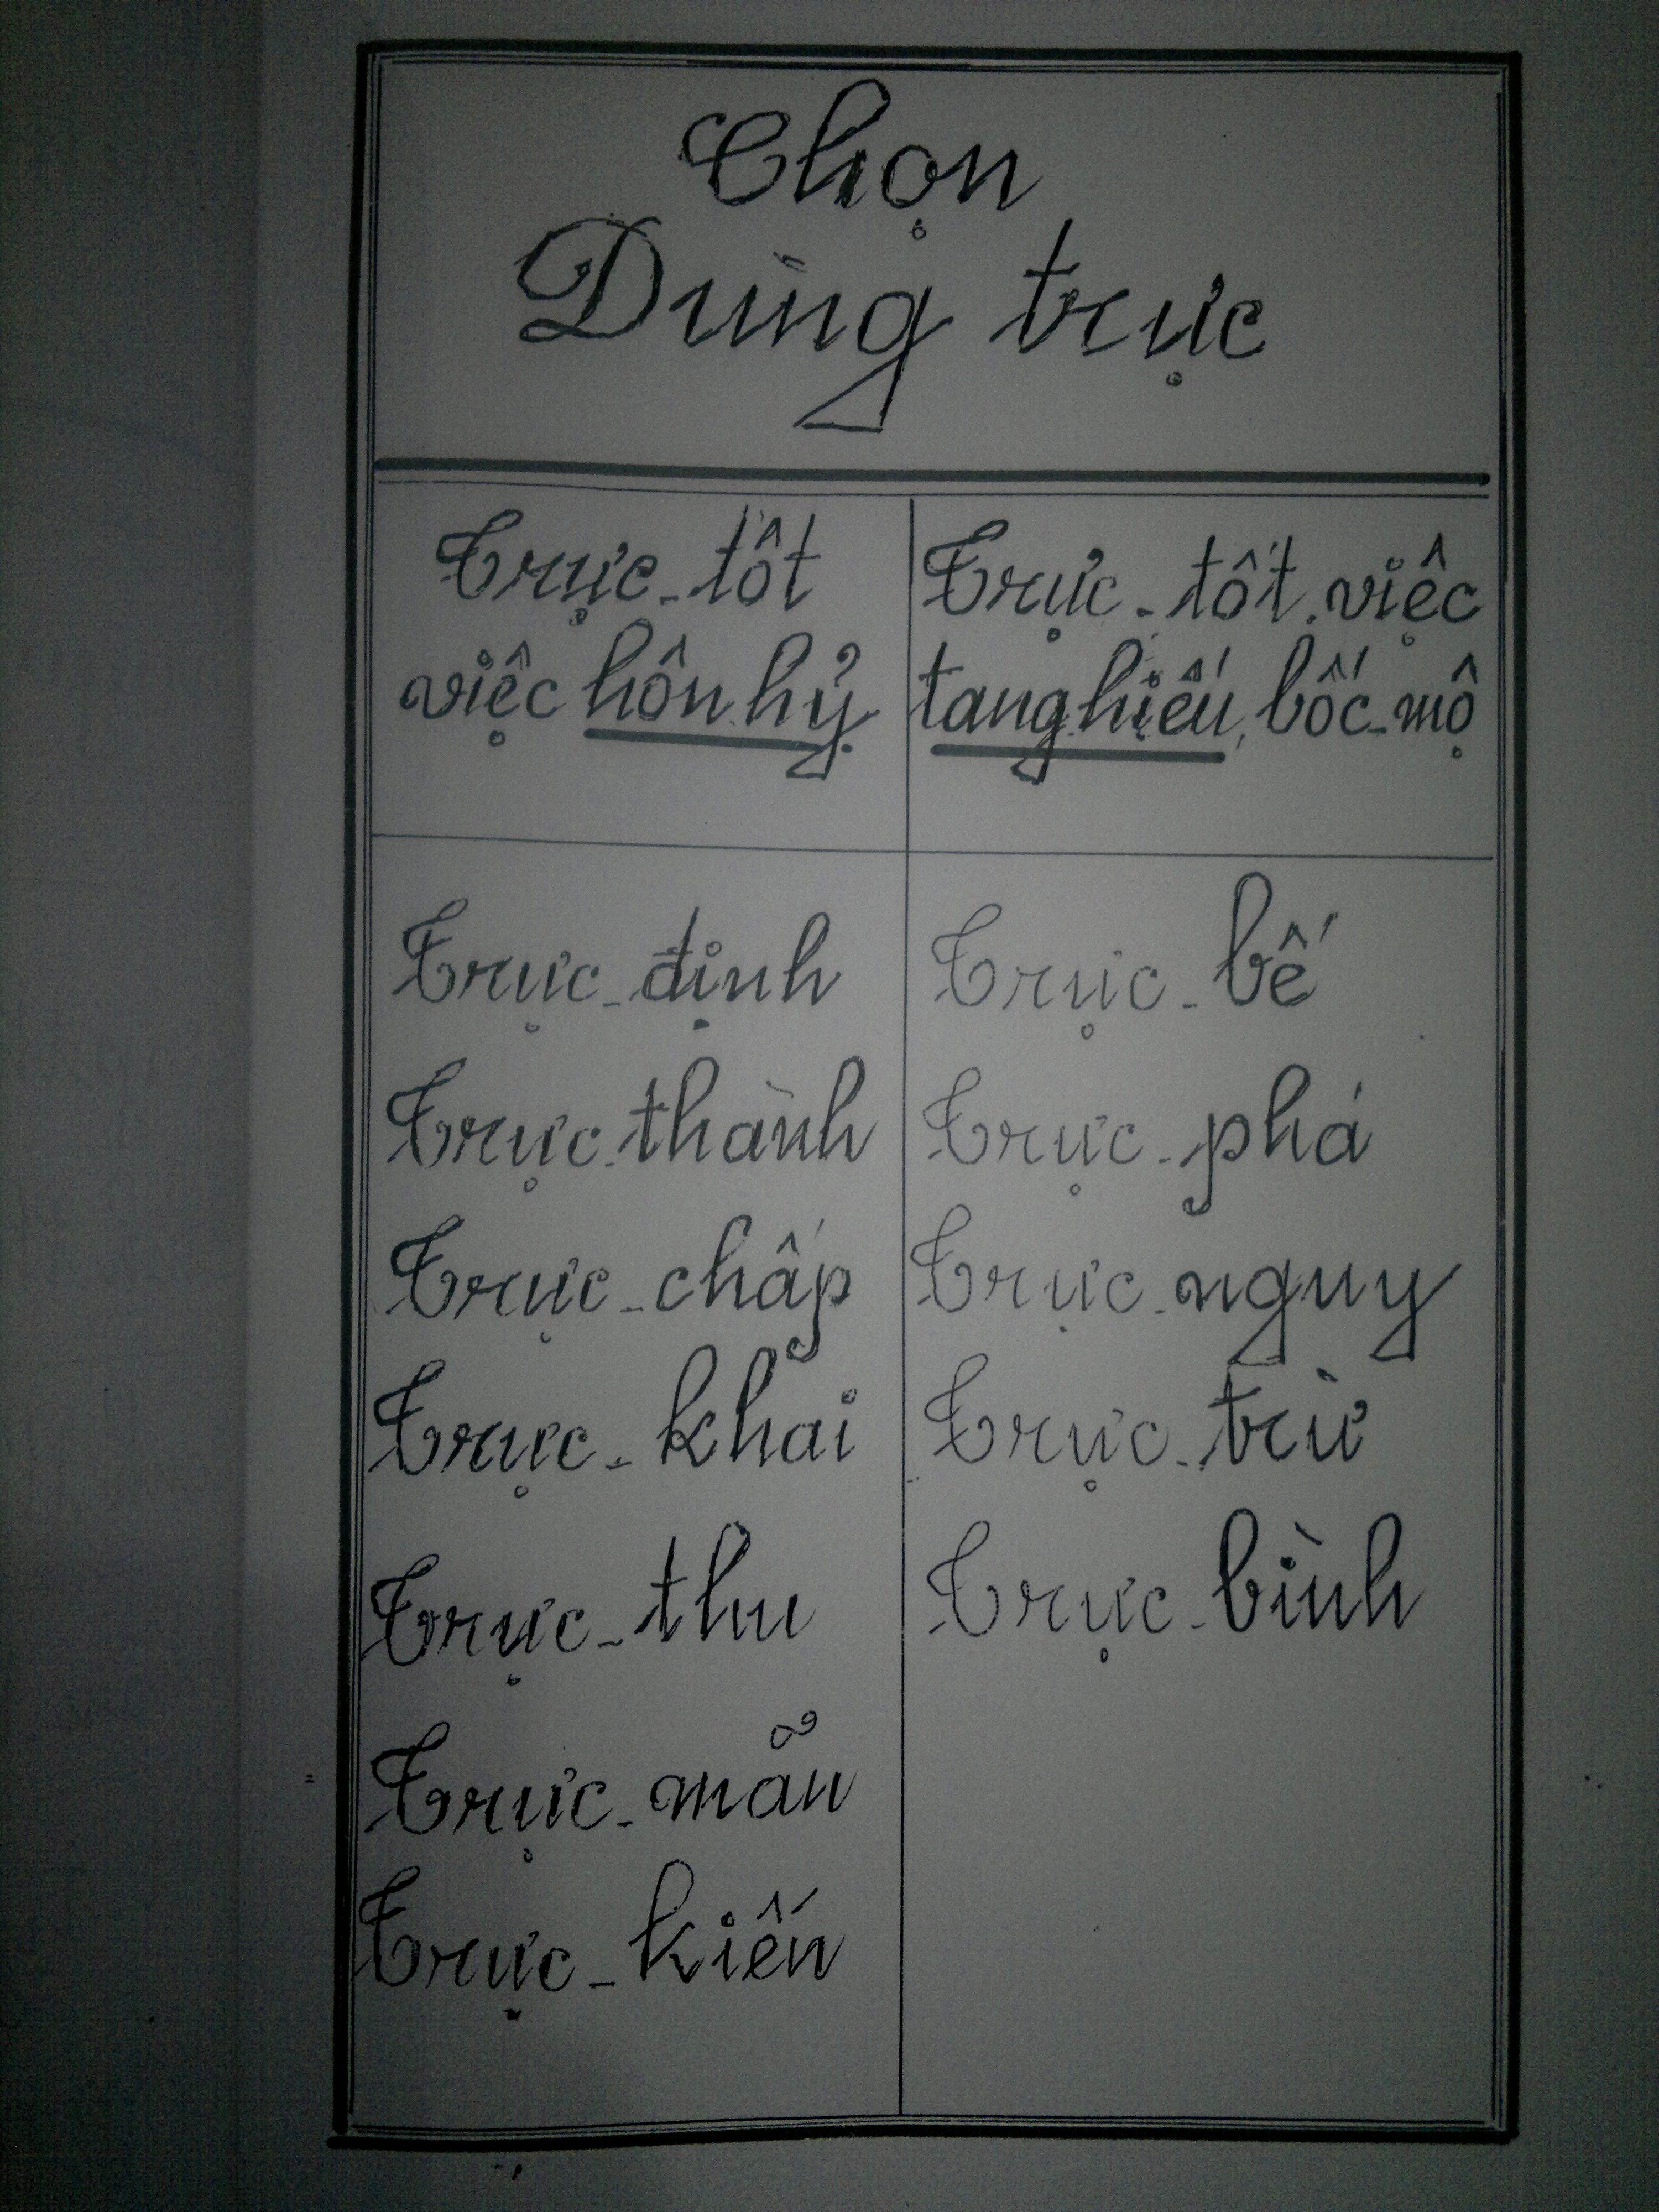 Chọn
Dùng trực
Trực - tốt
việc hôn hỷ
Trực - tốt. việc
tang hiếu, bốc - mộ
Trực - định
Trực - thành
Trực - chấp
Trực - khai
Trực - thu
Trực - mãn
Trực - kiến
Trực - bế
Trực - phá
Trực - nguy
Trực - trừ
Trực - bình